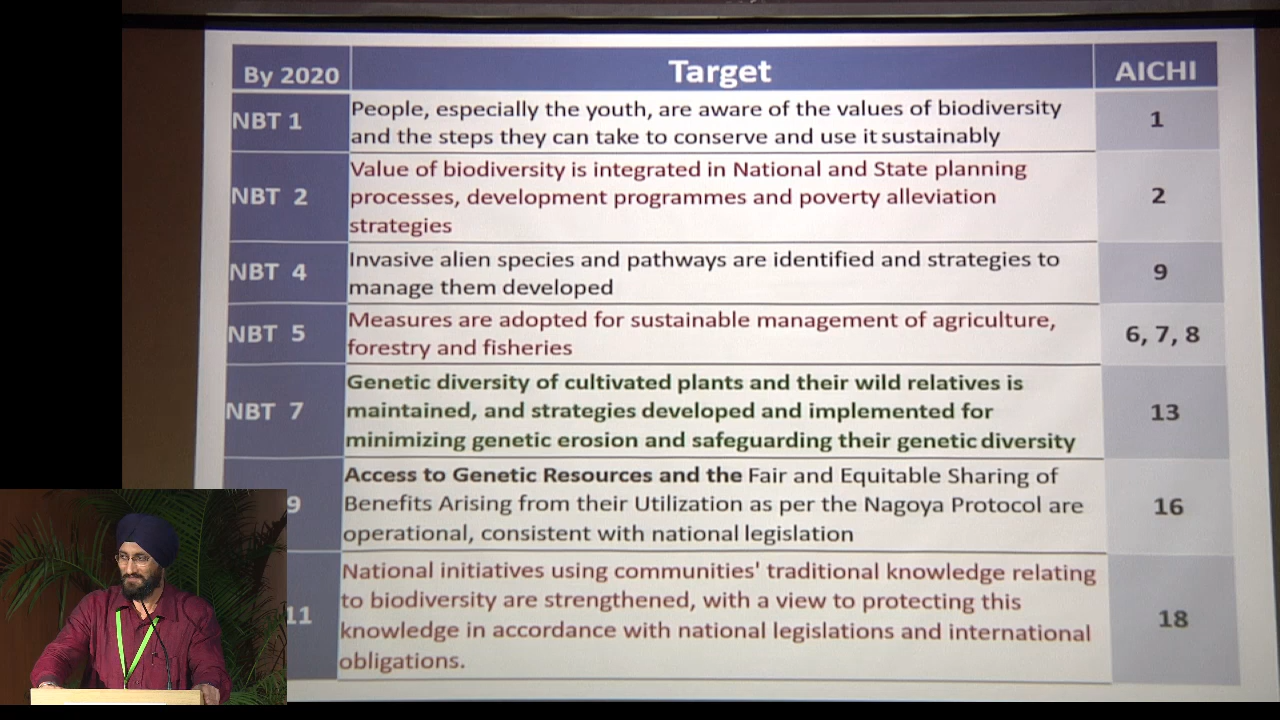 By 2020 Target AICHI
NBT 1 People, especially the youth, are aware of the values of biodiversity 1
and the steps they can take to conserve and use it sustainably
NBT 2 Value of biodiversity is integrated in National and State planning 2
processes, development programmes and poverty alleviation
strategies
NBT 4 Invasive alien species and pathways are identified and strategies to 9
manage them developed
NBT 5 Measures are adopted for sustainable management of agriculture, 6, 7, 8
forestry and fisheries
NBT 7 Genetic diversity of cultivated plants and their wild relatives is 13
maintained, and strategies developed and implemented for
minimizing genetic erosion and safeguarding their genetic diversity
9 Access to Genetic Resources and the Fair and Equitable Sharing of 16
Benefits Arising from their Utilization as per the Nagoya Protocol are
operational, consistent with national legislation
11 National initiatives using communities' traditional knowledge relating 18
to biodiversity are strengthened, with a view to protecting this
knowledge in accordance with national legislations and international
obligations.